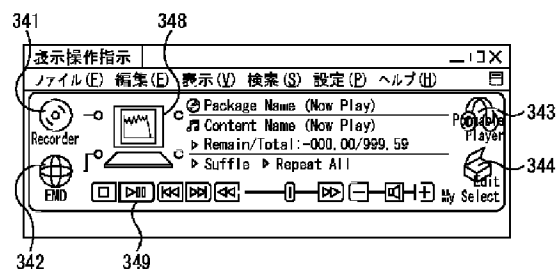 341
348
表示操作指示
ファイル(F) 編集(E) 表示(V) 検索(S) 設定(P) ヘルプ(H)
Package Name (Now Play)
Content Name (Now Play)
Remain/Total:-000.00/999.59
Suffle Repeat All
Recorder
EMD
Portable Player
Edit
My Select
343
344
342
349